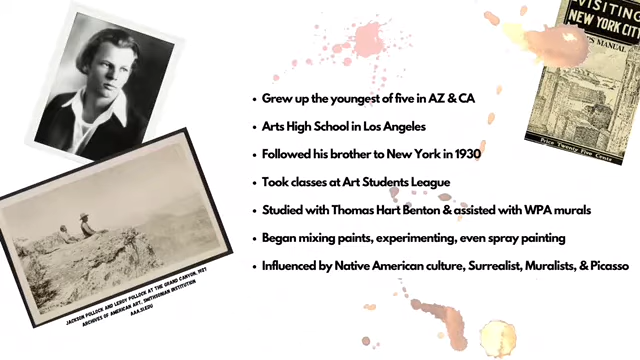 VISITING
NEW YORK CITY
'S MANUAL
Grew up the youngest of five in AZ & CA
Arts High School in Los Angeles
Followed his brother to New York in 1930
Took classes at Art Students League
Studied with Thomas Hart Benton & assisted with WPA murals
Began mixing paints, experimenting, even spray painting
Influenced by Native American culture, Surrealist, Muralists, & Picasso
Price Twenty Five Cents
JACKSON POLLOCK AND LEROY POLLOCK AT THE GRAND CANYON, 1927
ARCHIVES OF AMERICAN ART, SMITHSONIAN INSTITUTION
AAA.SI.EDU